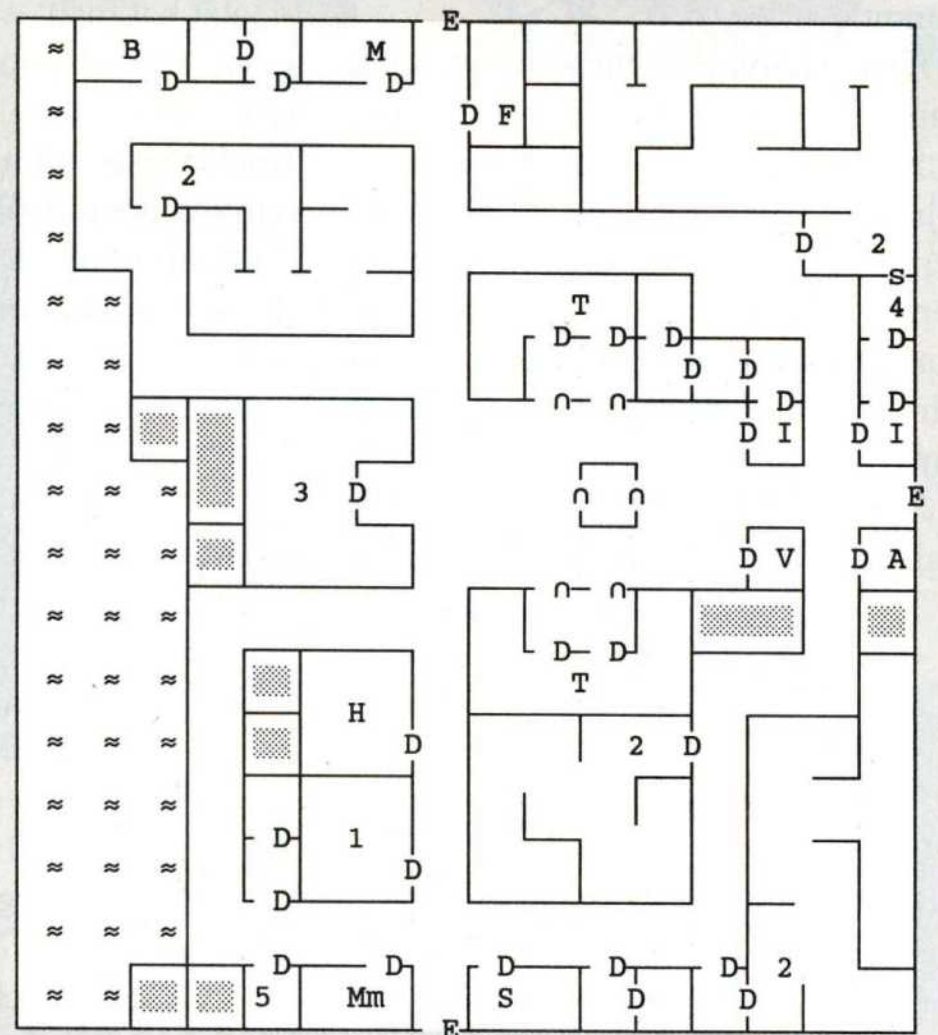 E
B D M
D D D
D F
2
D
D 2
S
T 4
D D D D
D D
D D
D I D I
3 D E
D V D A
D D
T
H
D 2 D
D 1
D
D
D D D D D 2
5 Mm S D D
E